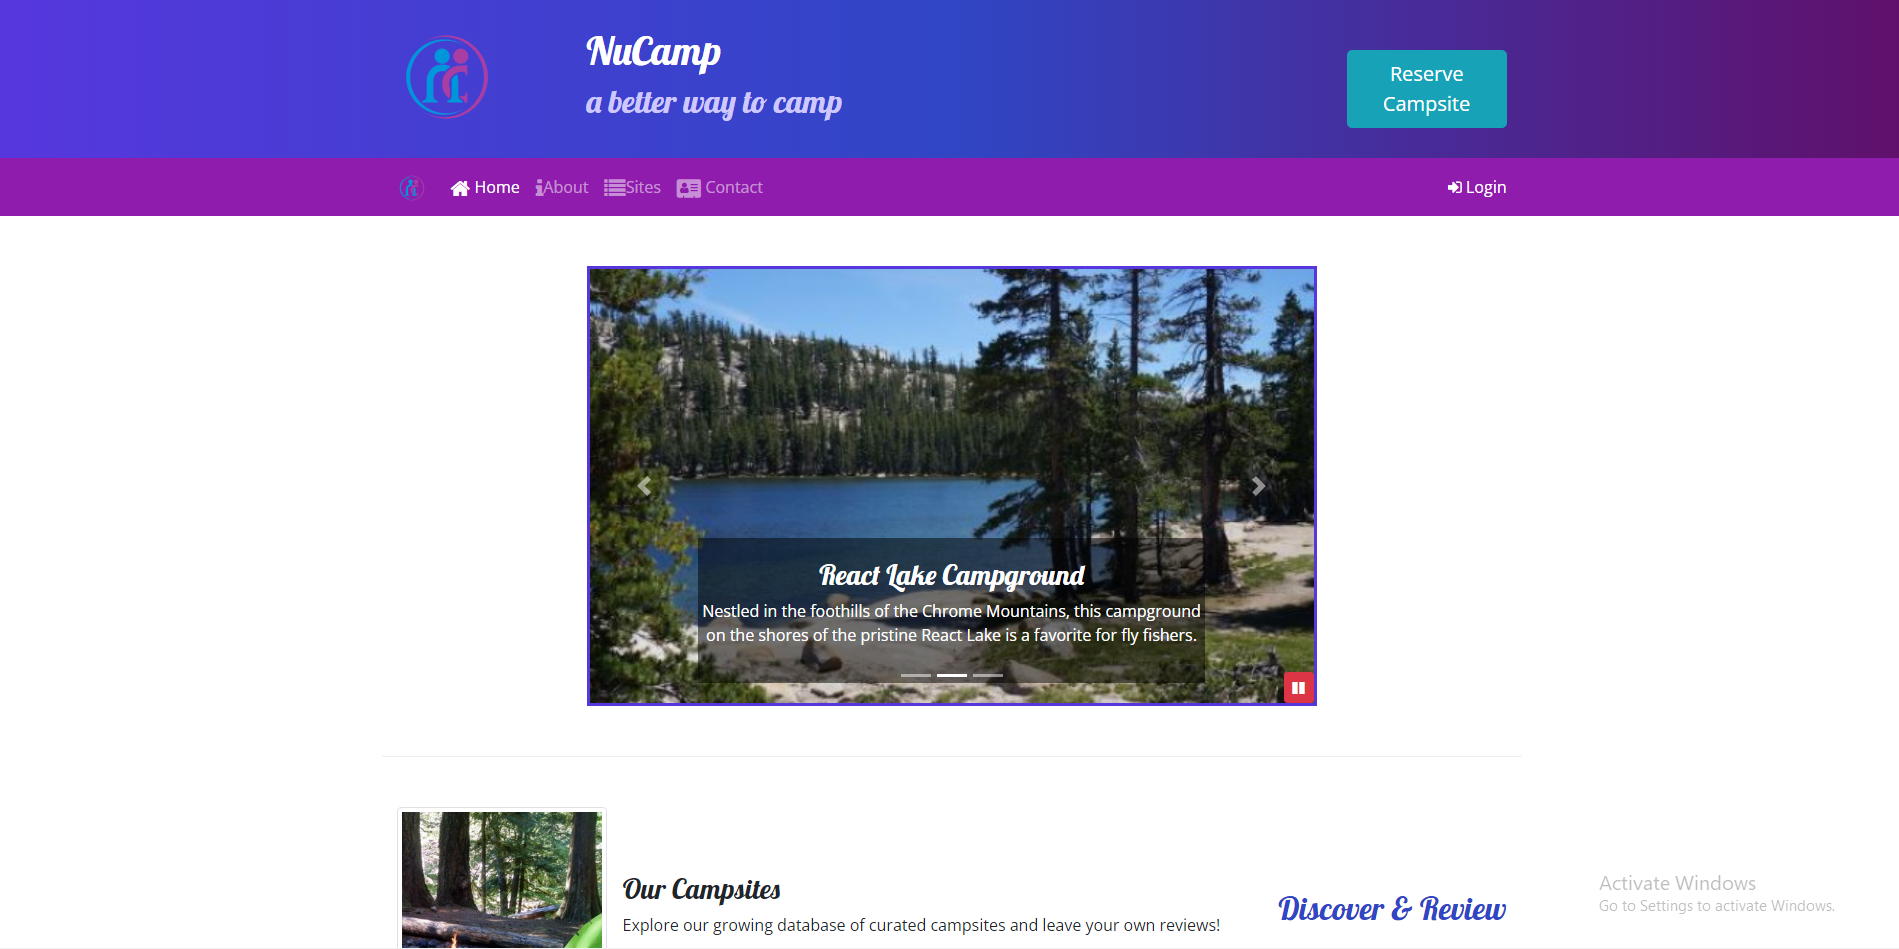 NuCamp
a better way to camp
Reserve
Campsite
Home
About
Sites
Contact
Login
React Lake Campground
Nestled in the foothills of the Chrome Mountains, this campground
on the shores of the pristine React Lake is a favorite for fly fishers.
Our Campsites
Explore our growing database of curated campsites and leave your own reviews!
Discover & Review
Activate Windows
Go to Settings to activate Windows.